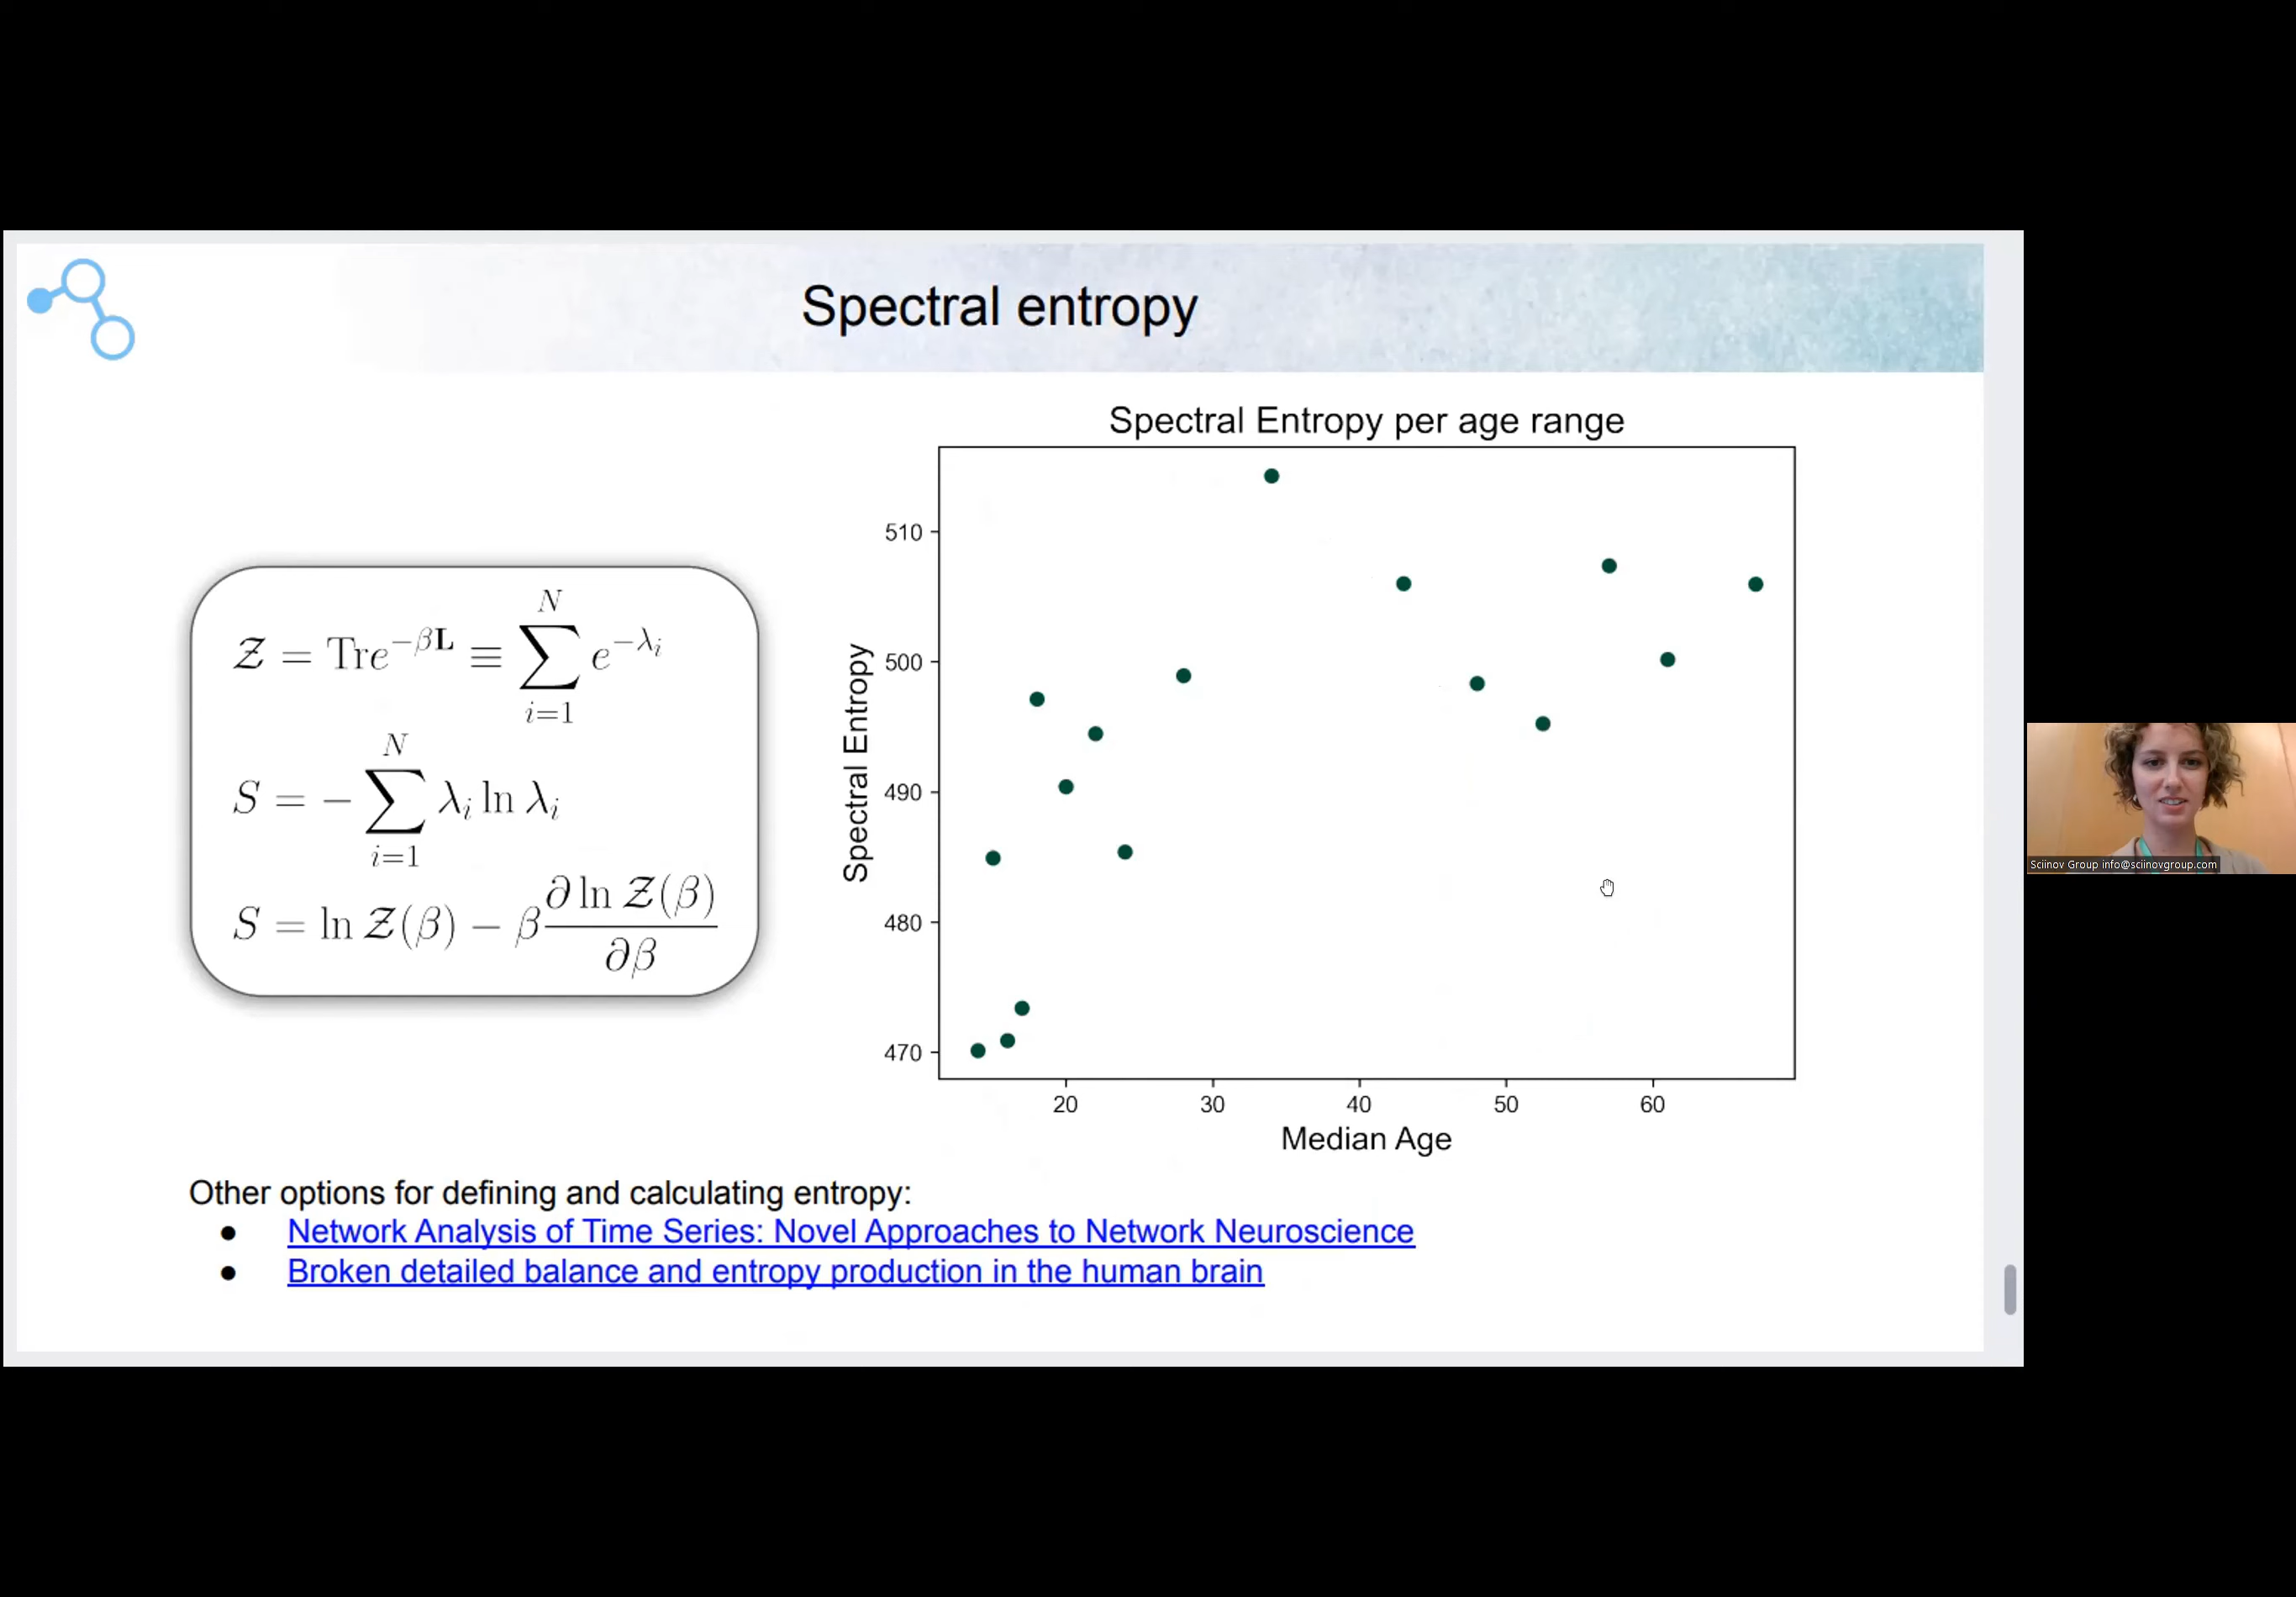 Spectral entropy
Spectral Entropy per age range
510
500
490
480
470
Spectral Entropy
20 30 40 50 60
Median Age
𝒵 = Tre^{−βL} ≡ ∑_{i=1}^{N} e^{−λ_i}
S = − ∑_{i=1}^{N} λ_i ln λ_i
S = ln 𝒵(β) − β ∂ ln 𝒵(β) / ∂β
Other options for defining and calculating entropy:
● Network Analysis of Time Series: Novel Approaches to Network Neuroscience
● Broken detailed balance and entropy production in the human brain
Sciinov Group info@sciinovgroup.com